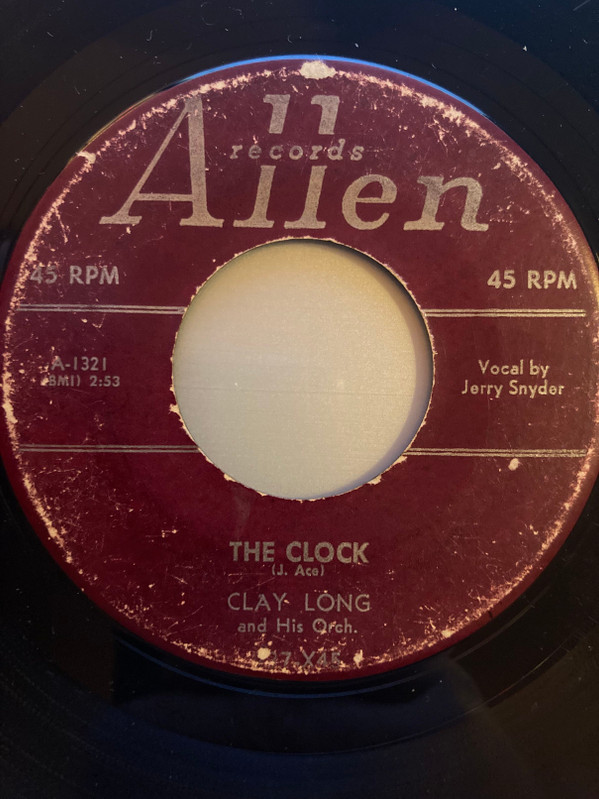 Allen
records
45 RPM
45 RPM
A-1321
(BMI) 2:53
Vocal by
Jerry Snyder
THE CLOCK
(J. Ace)
CLAY LONG
and His Orch.